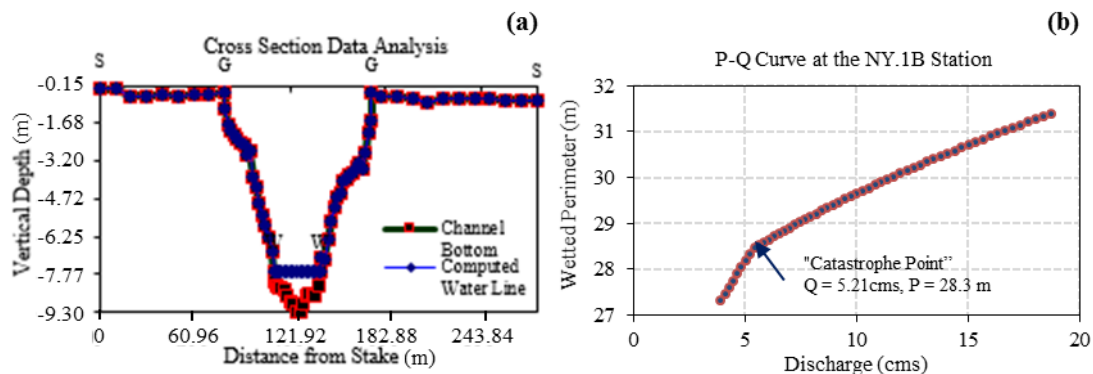 (a)
Cross Section Data Analysis
S
G
G
S
-0.15
-1.68
-3.20
-4.72
-6.25
-7.77
-9.30
Vertical Depth (m)
W
Channel
Bottom
Computed
Water Line
0
60.96
121.92
182.88
243.84
Distance from Stake (m)
(b)
P-Q Curve at the NY.1B Station
32
31
30
29
28
27
Wetted Perimeter (m)
"Catastrophe Point”
Q = 5.21cms, P = 28.3 m
0
5
10
15
20
Discharge (cms)